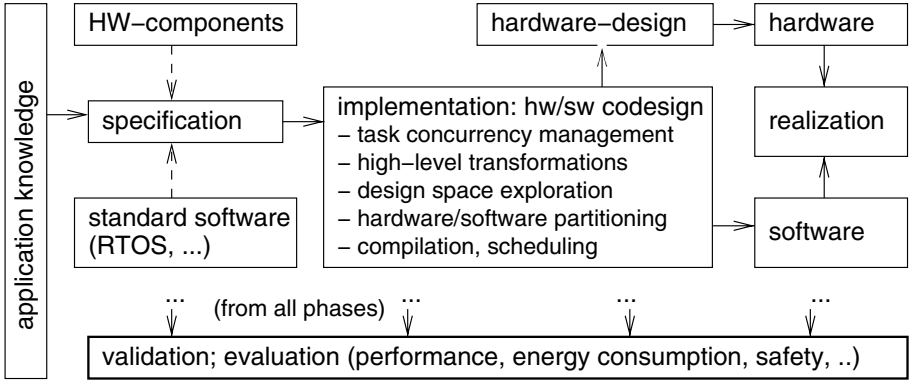 application knowledge
HW–components
hardware–design
hardware
specification
implementation: hw/sw codesign
– task concurrency management
– high–level transformations
– design space exploration
– hardware/software partitioning
– compilation, scheduling
realization
standard software
(RTOS, ...)
software
... (from all phases) ... ... ...
validation; evaluation (performance, energy consumption, safety, ..)